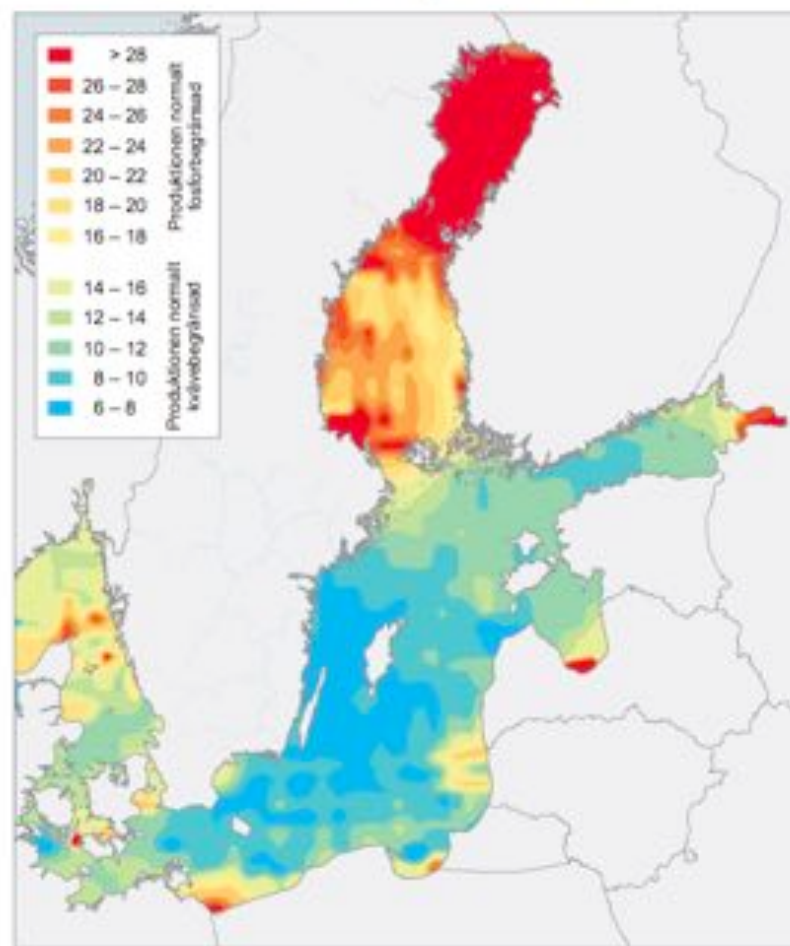 > 28
26 – 28
24 – 26
22 – 24
20 – 22
18 – 20
16 – 18
Produktionen normalt
fosforbegränsad
14 – 16
12 – 14
10 – 12
8 – 10
6 – 8
Produktionen normalt
kvävebegränsad